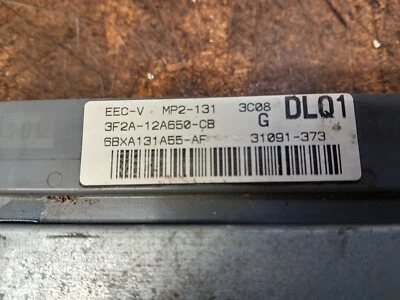 EEC-V MP2-131 3C08 DLQ1
3F2A-12A650-CB G
6BXA131A55-AF 31091-373